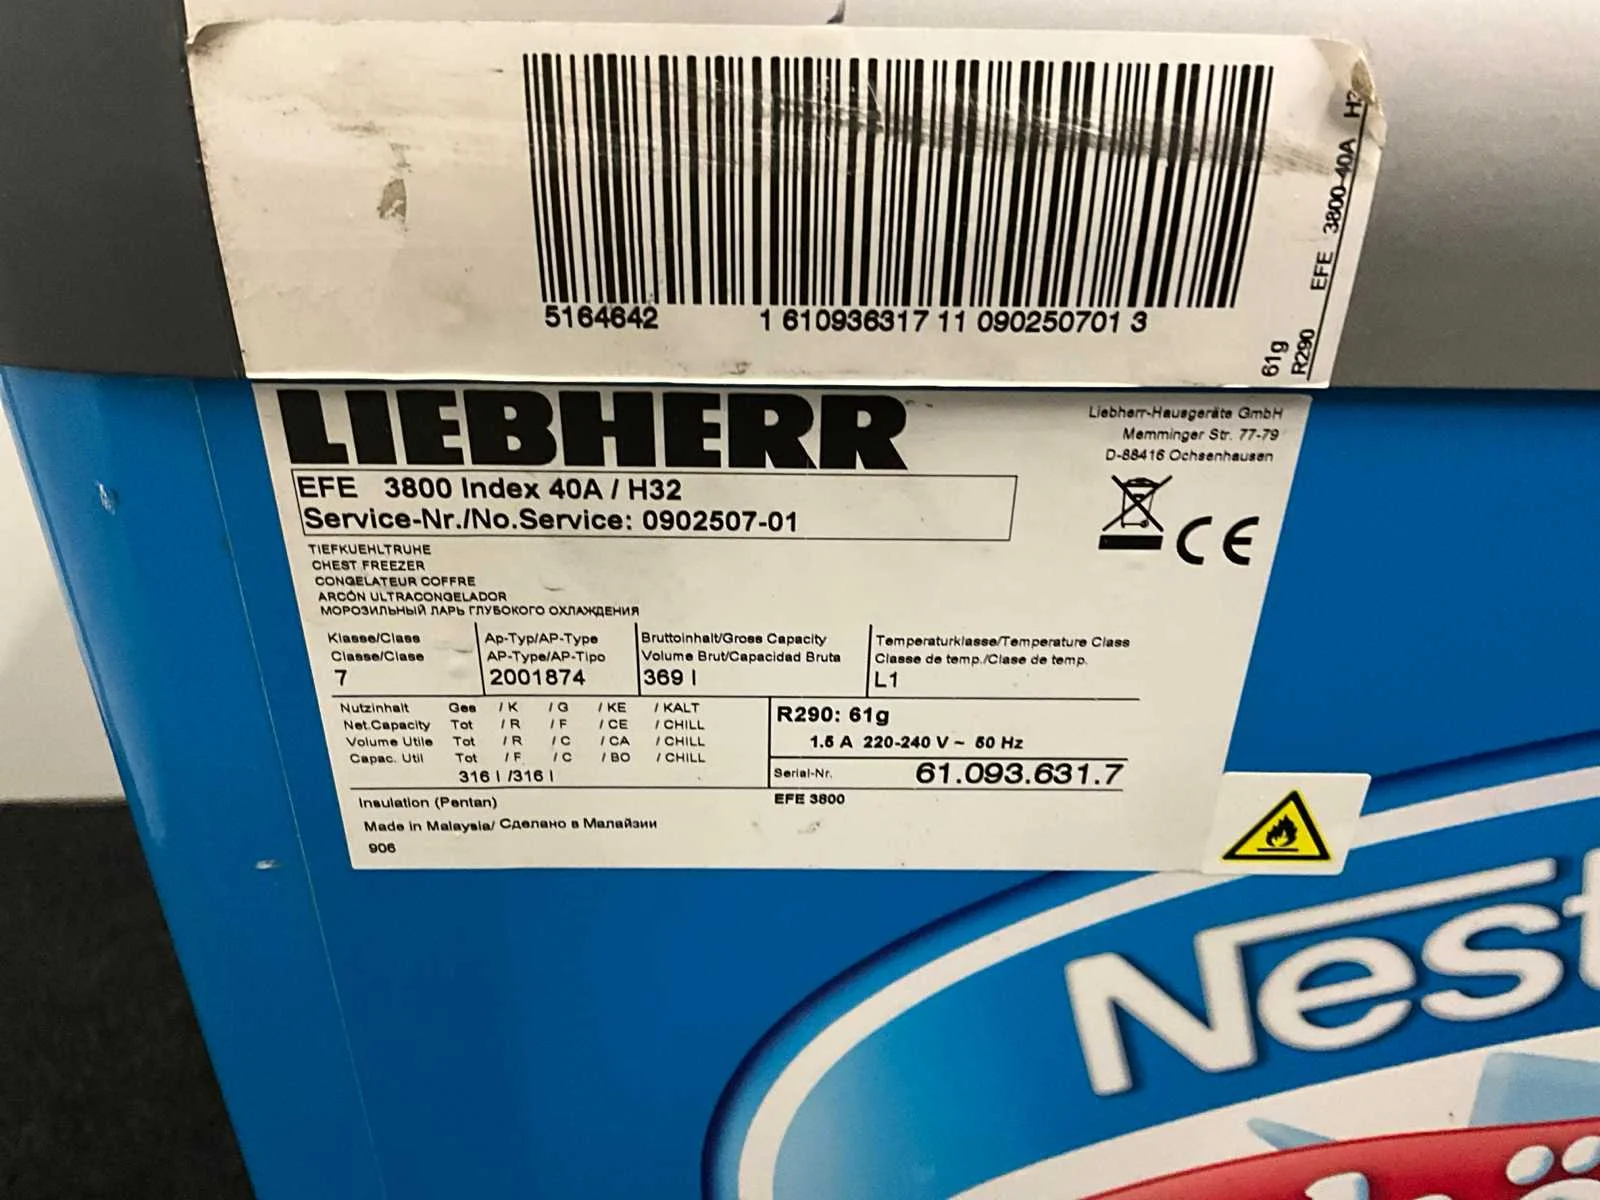 5164642 1 610936317 11 090250701 3
61g
R290 EFE 3800-40A
LIEBHERR
Liebherr-Hausgeräte GmbH
Memminger Str. 77-79
D-88416 Ochsenhausen
EFE 3800 Index 40A / H32
Service-Nr./No.Service: 0902507-01
CE
TIEFKUEHLTRUHE
CHEST FREEZER
CONGELATEUR COFFRE
ARCÓN ULTRACONGELADOR
МОРОЗИЛЬНЫЙ ЛАРЬ ГЛУБОКОГО ОХЛАЖДЕНИЯ
Klasse/Class Ap-Typ/AP-Type Bruttoinhalt/Gross Capacity Temperaturklasse/Temperature Class
Classe/Clase AP-Type/AP-Tipo Volume Brut/Capacidad Bruta Classe de temp./Clase de temp.
7 2001874 369 l L1
Nutzinhalt Ges / K / G / KE / KALT
Net.Capacity Tot / R / F / CE / CHILL
Volume Utile Tot / R / C / CA / CHILL
Capac. Util Tot / F / C / BO / CHILL
316 l /316 l
R290: 61g
1.5 A 220-240 V ~ 50 Hz
Serial-Nr. 61.093.631.7
Insulation (Pentan) EFE 3800
Made in Malaysia/ Сделано в Малайзии
906